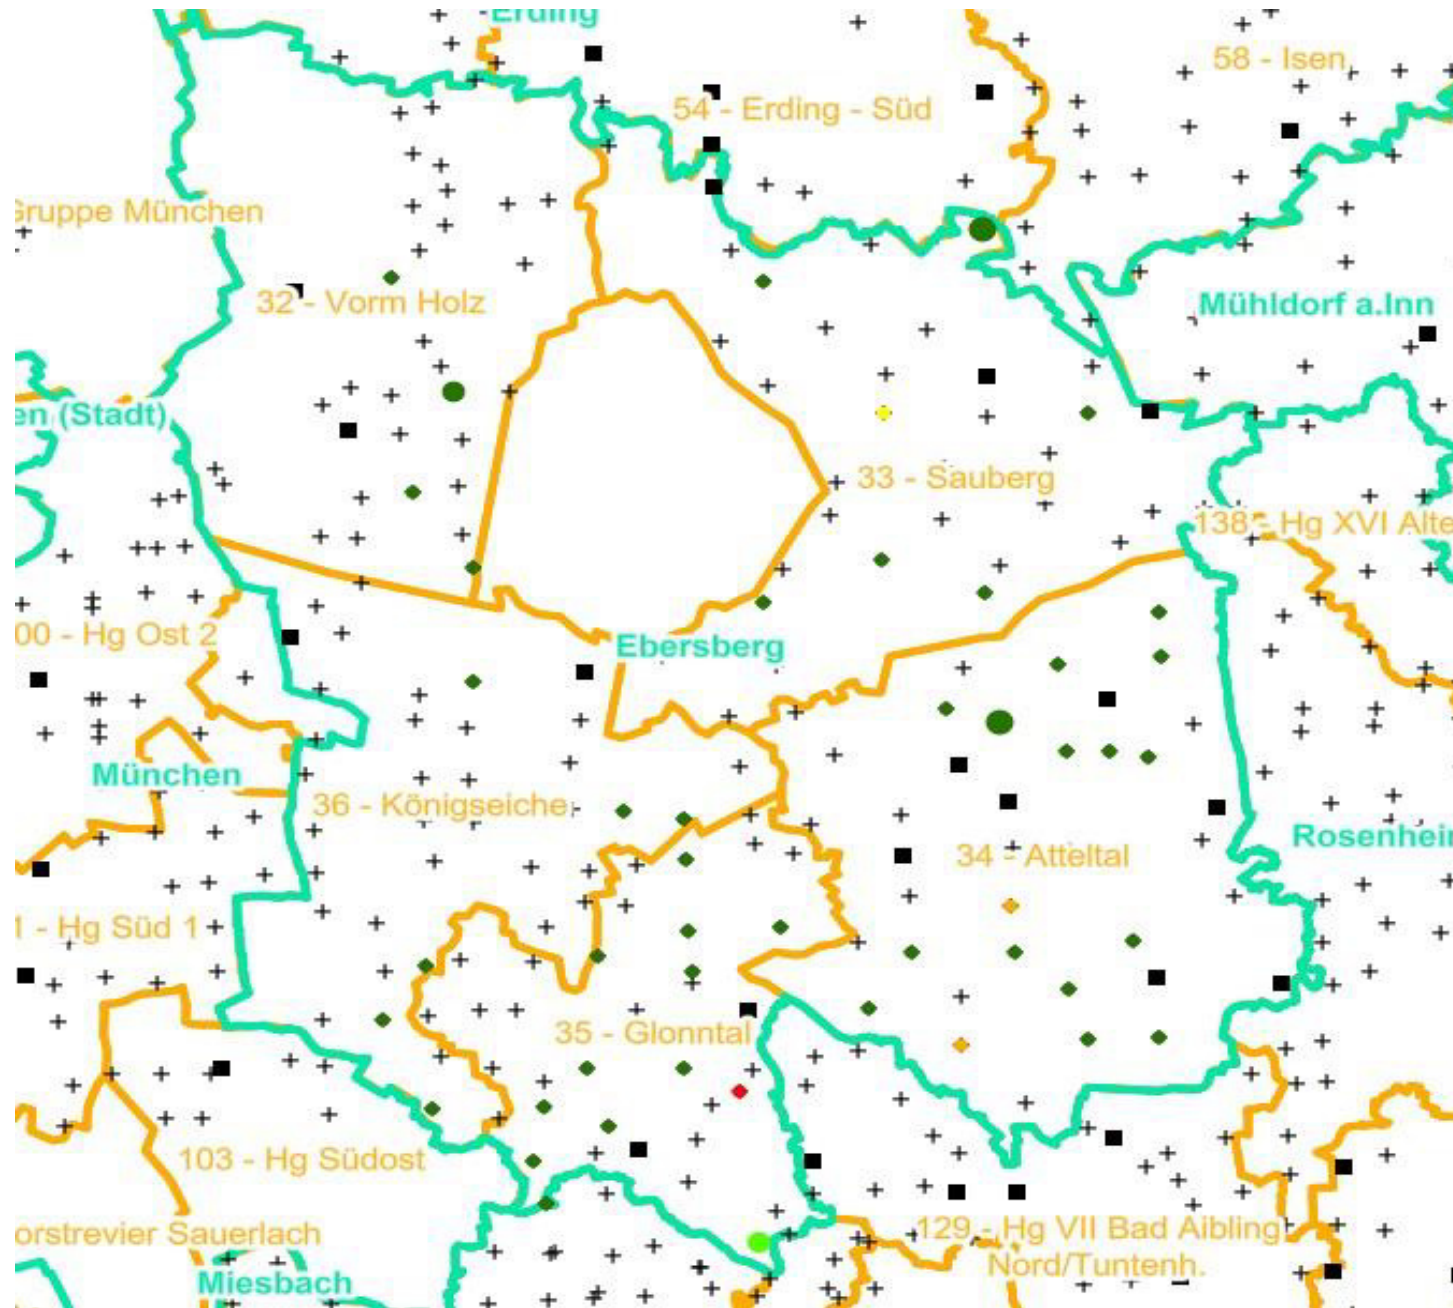 Erding
58 - Isen
54 - Erding - Süd
Gruppe München
32 - Vorm Holz
Mühldorf a.Inn
en (Stadt)
33 - Sauberg
138 - Hg XVI Alte
00 - Hg Ost 2
Ebersberg
München
36 - Königseiche
Rosenhei
34 - Atteltal
1 - Hg Süd 1
35 - Glonntal
103 - Hg Südost
orstrevier Sauerlach
129 - Hg VII Bad Aibling
Nord/Tuntenh.
Miesbach